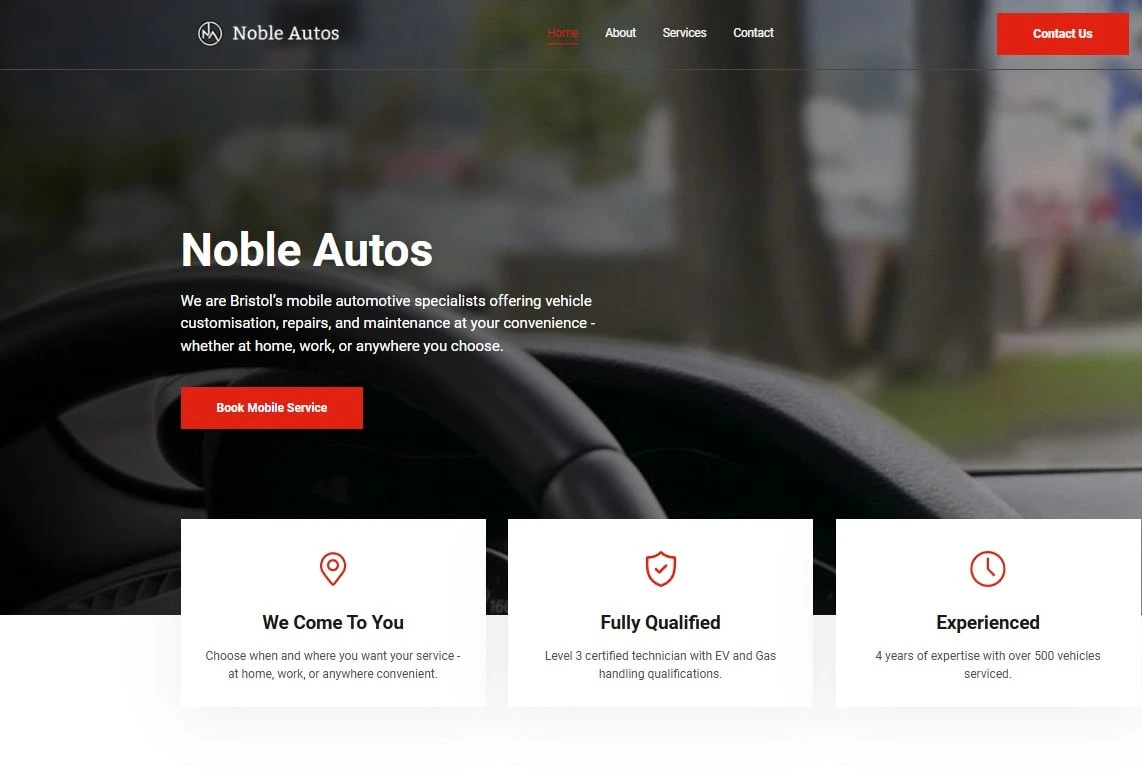 Noble Autos
Home
About
Services
Contact
Contact Us
Noble Autos
We are Bristol's mobile automotive specialists offering vehicle
customisation, repairs, and maintenance at your convenience -
whether at home, work, or anywhere you choose.
Book Mobile Service
160
We Come To You
Choose when and where you want your service -
at home, work, or anywhere convenient.
Fully Qualified
Level 3 certified technician with EV and Gas
handling qualifications.
Experienced
4 years of expertise with over 500 vehicles
serviced.